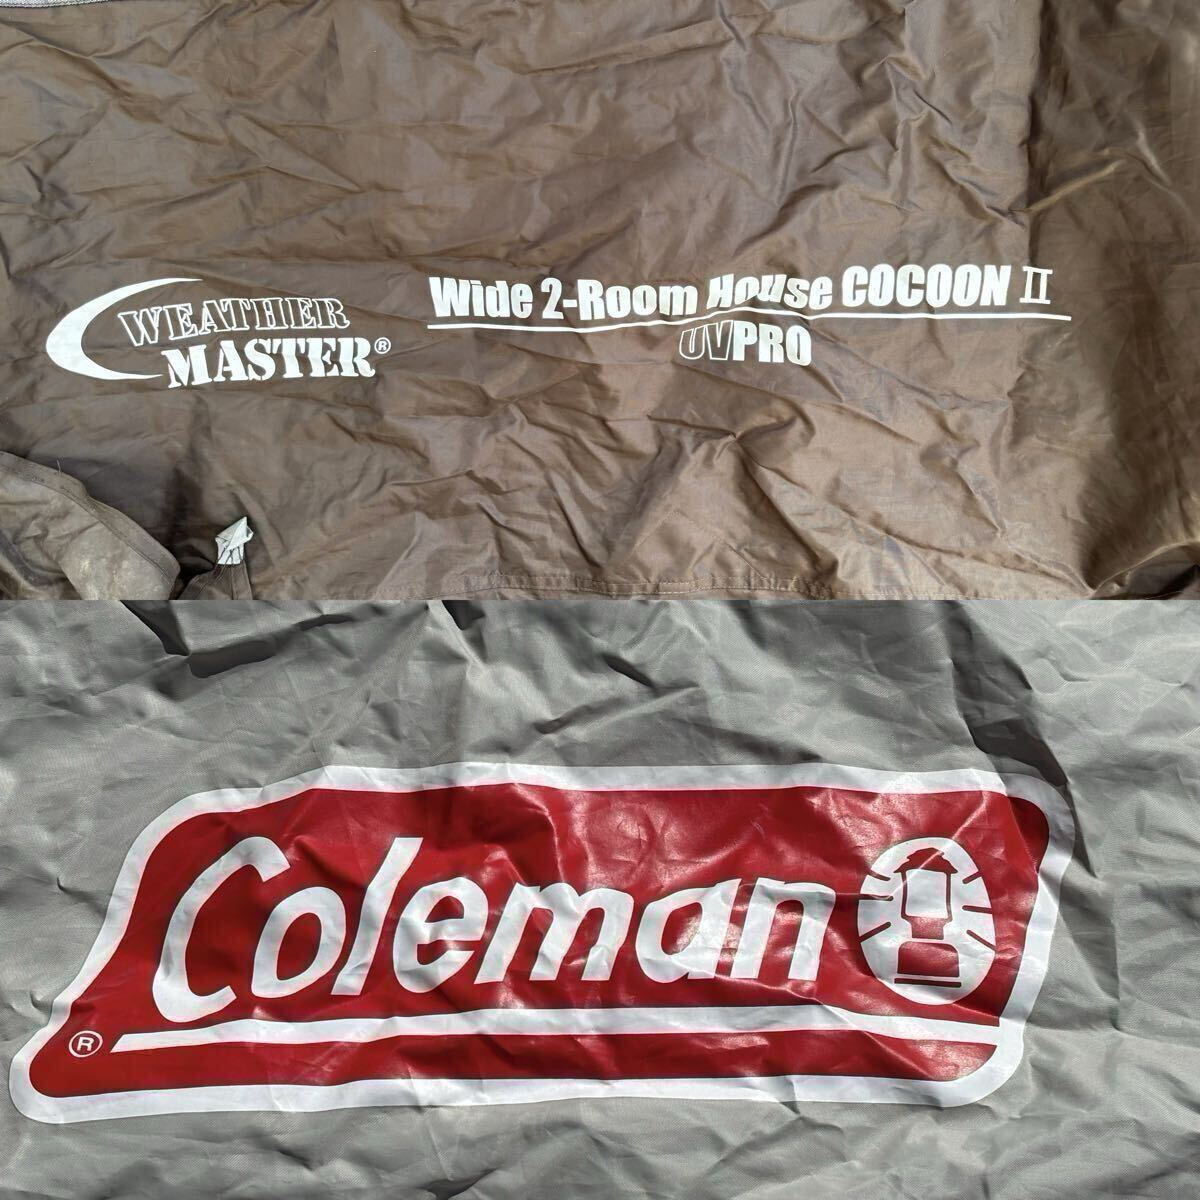 WEATHER
MASTER®
Wide 2-Room House COCOON II
UVPRO
Coleman
®